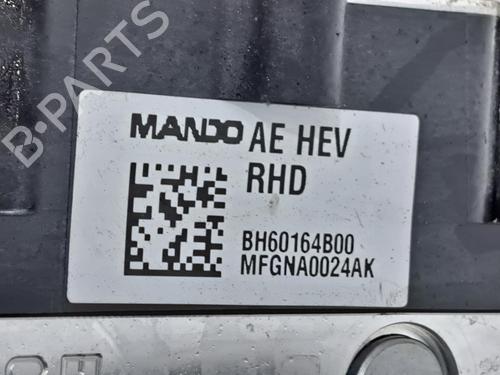 B-PARTS
MANDO AE HEV
RHD
BH60164B00
MFGNA0024AK